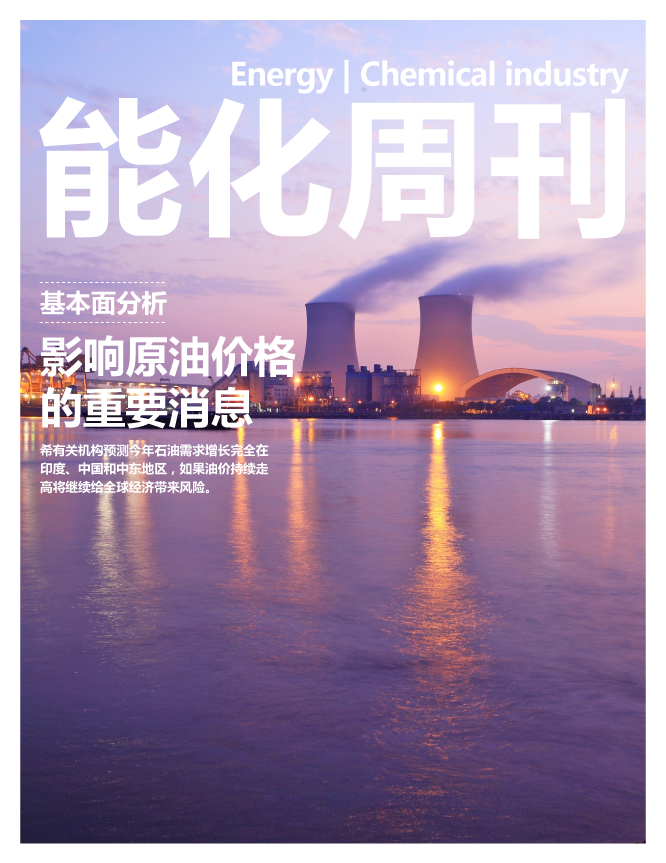 Energy | Chemical industry
能化周刊
基本面分析
影响原油价格
的重要消息
希有关机构预测今年石油需求增长完全在
印度、中国和中东地区，如果油价持续走
高将继续给全球经济带来风险。